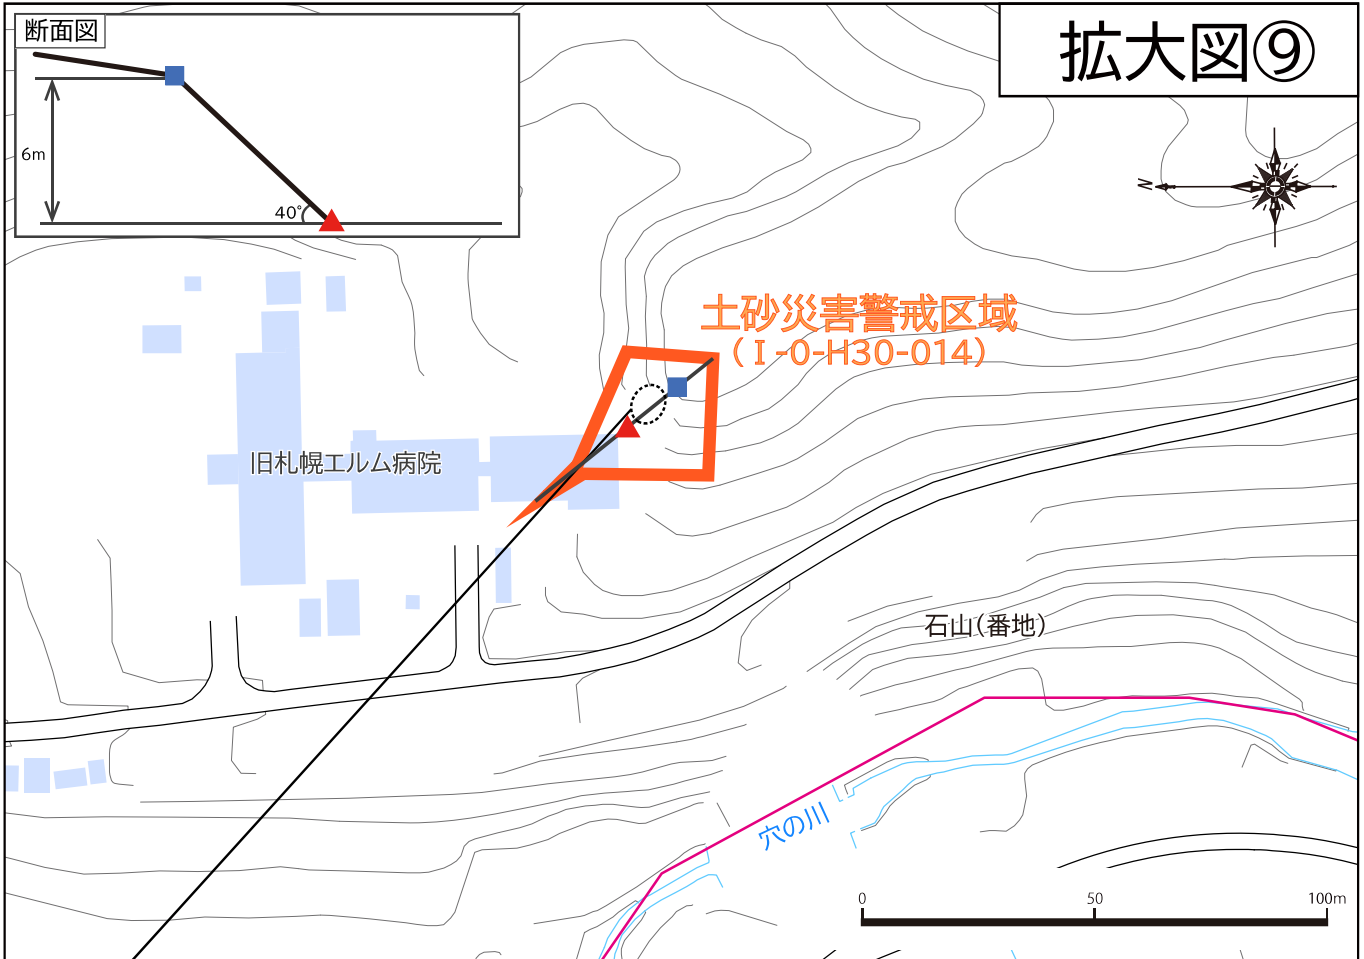 断面図
6m
40°
拡大図⑨
N
土砂災害警戒区域
（Ⅰ-0-H30-014）
旧札幌エルム病院
石山（番地）
穴の川
0 50 100m